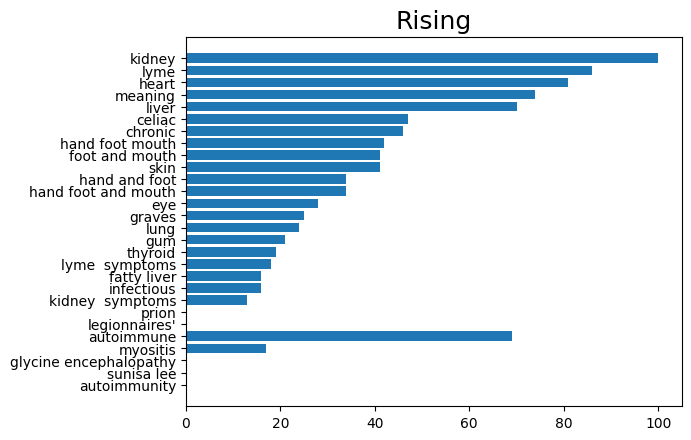 Rising
kidney
lyme
heart
meaning
liver
celiac
chronic
hand foot mouth
foot and mouth
skin
hand and foot
hand foot and mouth
eye
graves
lung
gum
thyroid
lyme  symptoms
fatty liver
infectious
kidney  symptoms
prion
legionnaires'
autoimmune
myositis
glycine encephalopathy
sunisa lee
autoimmunity
0 20 40 60 80 100